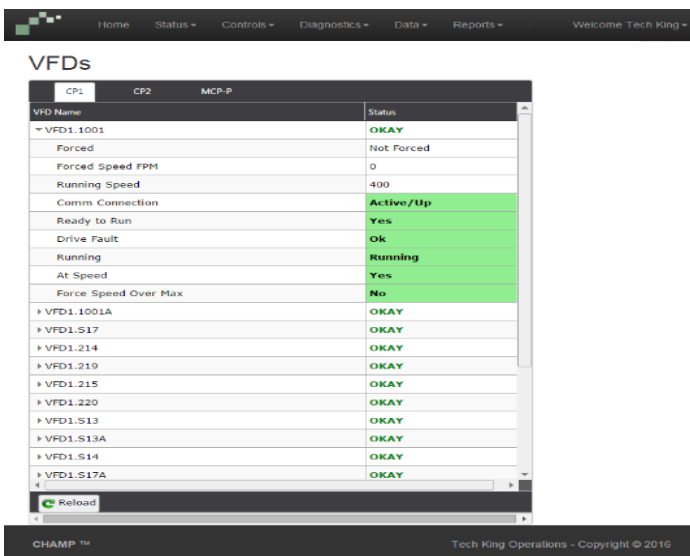 Home Status Controls Diagnostics Data Reports Welcome Tech King
VFDs
CP1 CP2 MCP-P
VFD Name Status
VFD1.1001 OKAY
Forced Not Forced
Forced Speed FPM 0
Running Speed 400
Comm Connection Active/Up
Ready to Run Yes
Drive Fault Ok
Running Running
At Speed Yes
Force Speed Over Max No
VFD1.1001A OKAY
VFD1.S17 OKAY
VFD1.214 OKAY
VFD1.219 OKAY
VFD1.215 OKAY
VFD1.220 OKAY
VFD1.S13 OKAY
VFD1.S13A OKAY
VFD1.S14 OKAY
VFD1.S17A OKAY
Reload
CHAMP ™ Tech King Operations - Copyright © 2016